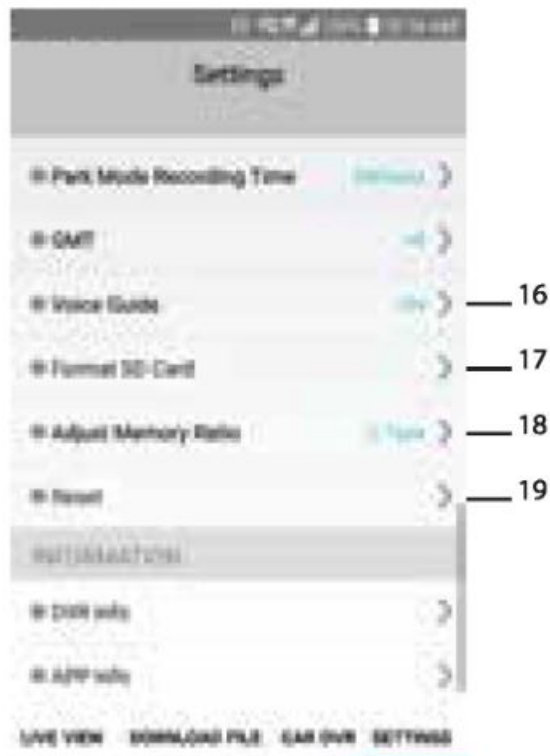 Settings
Park Mode Recording Time
GMT
Voice Guide 16
Format SD Card 17
Adjust Memory Ratio 18
Reset 19
INFORMATION
DVR info
APP info
LIVE VIEW DOWNLOAD FILE CAR DVR SETTINGS